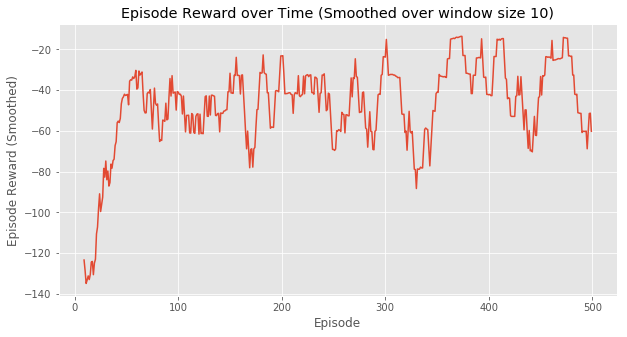 Episode Reward over Time (Smoothed over window size 10)
Episode Reward (Smoothed)
−20
−40
−60
−80
−100
−120
−140
0 100 200 300 400 500
Episode